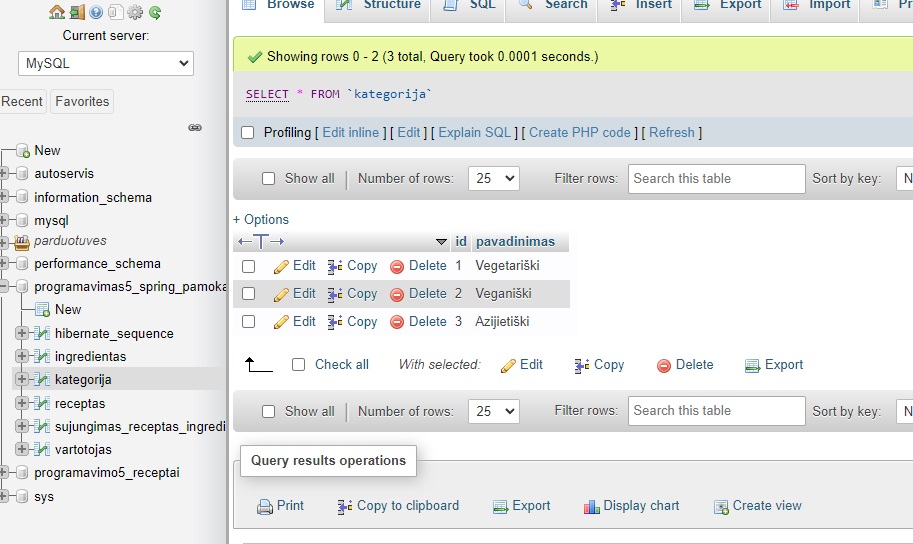 Browse Structure SQL Search Insert Export Import
Current server:
MySQL
Recent Favorites
New
autoservis
information_schema
mysql
parduotuves
performance_schema
programavimas5_spring_pamoka
New
hibernate_sequence
ingredientas
kategorija
receptas
sujungimas_receptas_ingredi
vartotojas
programavimo5_receptai
sys
Showing rows 0 - 2 (3 total, Query took 0.0001 seconds.)
SELECT * FROM `kategorija`
Profiling [ Edit inline ] [ Edit ] [ Explain SQL ] [ Create PHP code ] [ Refresh ]
Show all Number of rows: 25 Filter rows: Search this table Sort by key: N
+ Options
id pavadinimas
Edit Copy Delete 1 Vegetariški
Edit Copy Delete 2 Veganiški
Edit Copy Delete 3 Azijietiški
Check all With selected: Edit Copy Delete Export
Show all Number of rows: 25 Filter rows: Search this table Sort by key: N
Query results operations
Print Copy to clipboard Export Display chart Create view